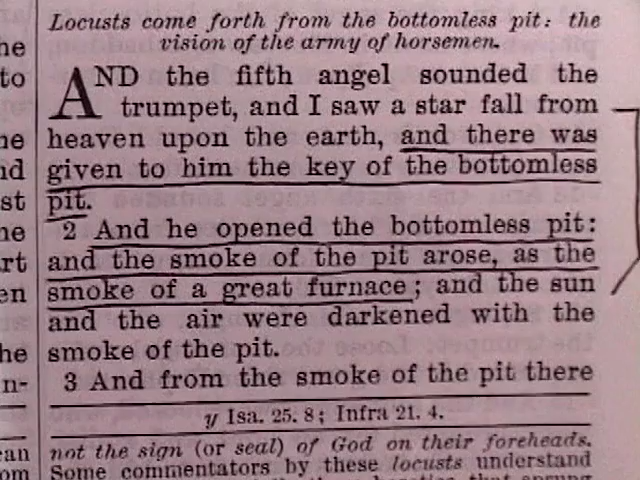 Locusts come forth from the bottomless pit: the
vision of the army of horsemen.
AND the fifth angel sounded the
trumpet, and I saw a star fall from
heaven upon the earth, and there was
given to him the key of the bottomless
pit.
2 And he opened the bottomless pit:
and the smoke of the pit arose, as the
smoke of a great furnace; and the sun
and the air were darkened with the
smoke of the pit.
3 And from the smoke of the pit there
y Isa. 25. 8; Infra 21. 4.
not the sign (or seal) of God on their foreheads.
Some commentators by these locusts understand